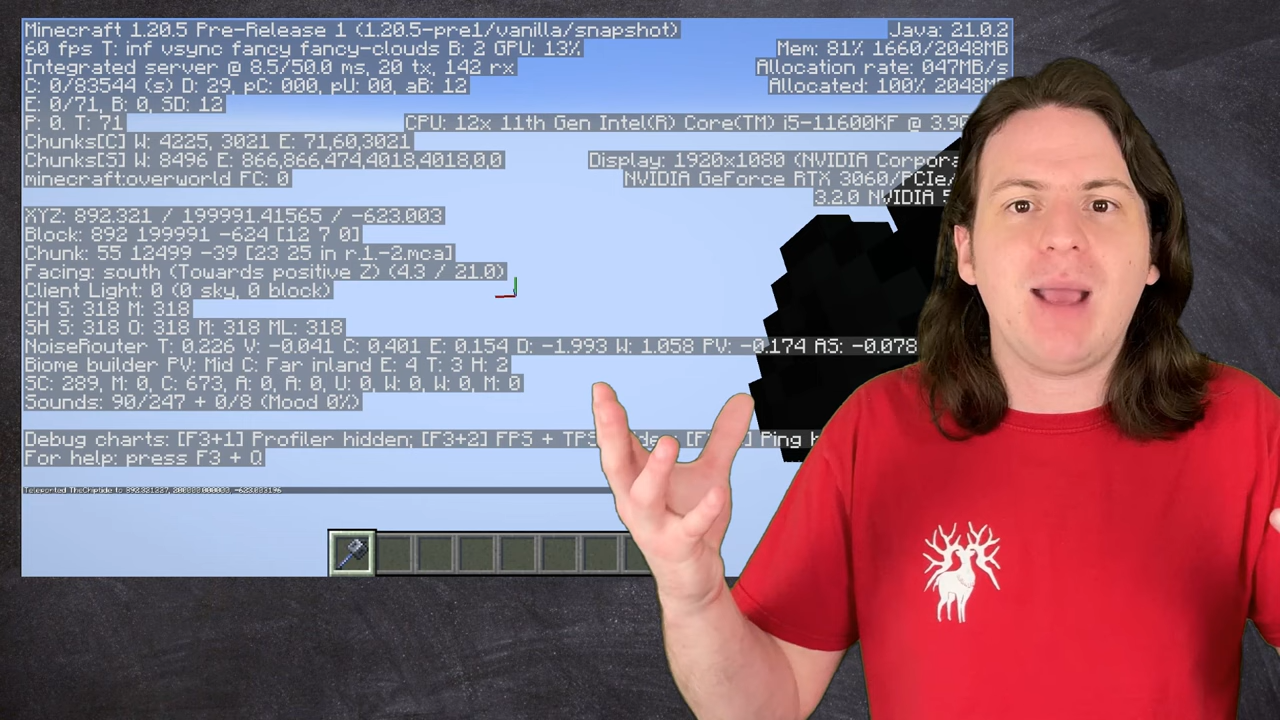 Minecraft 1.20.5 Pre-Release 1 (1.20.5-pre1/vanilla/snapshot)
Java: 21.0.2
60 fps T: inf vsync fancy fancy-clouds B: 2 GPU: 13%
Mem: 81% 1660/2048MB
Integrated server @ 8.5/50.0 ms, 20 tx, 142 rx
Allocation rate: 047MB/s
C: 0/83544 (s) D: 29, pC: 000, pU: 00, aB: 12
Allocated: 100% 2048MB
E: 0/71, B: 0, SD: 12
P: 0. T: 71
CPU: 12x 11th Gen Intel(R) Core(TM) i5-11600KF @ 3.90
Chunks[C] W: 4225, 3021 E: 71,60,3021
Chunks[S] W: 8496 E: 866,866,474,4018,4018,0,0
Display: 1920x1080 (NVIDIA Corpora
minecraft:overworld FC: 0
NVIDIA GeForce RTX 3060/PCIe/
3.2.0 NVIDIA 5
XYZ: 892.321 / 199991.41565 / -623.003
Block: 892 199991 -624 [12 7 0]
Chunk: 55 12499 -39 [23 25 in r.1.-2.mca]
Facing: south (Towards positive Z) (4.3 / 21.0)
Client Light: 0 (0 sky, 0 block)
CH S: 318 M: 318
SH S: 318 O: 318 M: 318 ML: 318
NoiseRouter T: 0.226 V: -0.041 C: 0.401 E: 0.154 D: -1.993 W: 1.058 PV: -0.174 AS: -0.078
Biome builder PV: Mid C: Far inland E: 4 T: 3 H: 2
SC: 289, M: 0, C: 673, A: 0, A: 0, U: 0, W: 0, W: 0, M: 0
Sounds: 90/247 + 0/8 (Mood 0%)
Debug charts: [F3+1] Profiler hidden; [F3+2] FPS + TPS Ping
For help: press F3 + Q
Teleported TheChiptide to